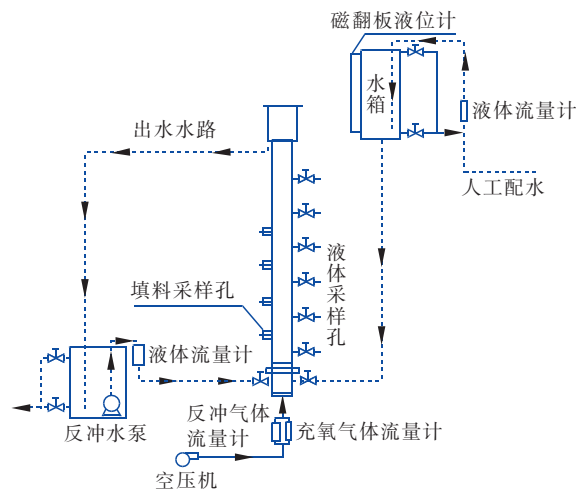 磁翻板液位计
水
箱
液体流量计
出水水路
人工配水
液
体
采
样
孔
填料采样孔
液体流量计
反冲气体
流量计
充氧气体流量计
反冲水泵
空压机